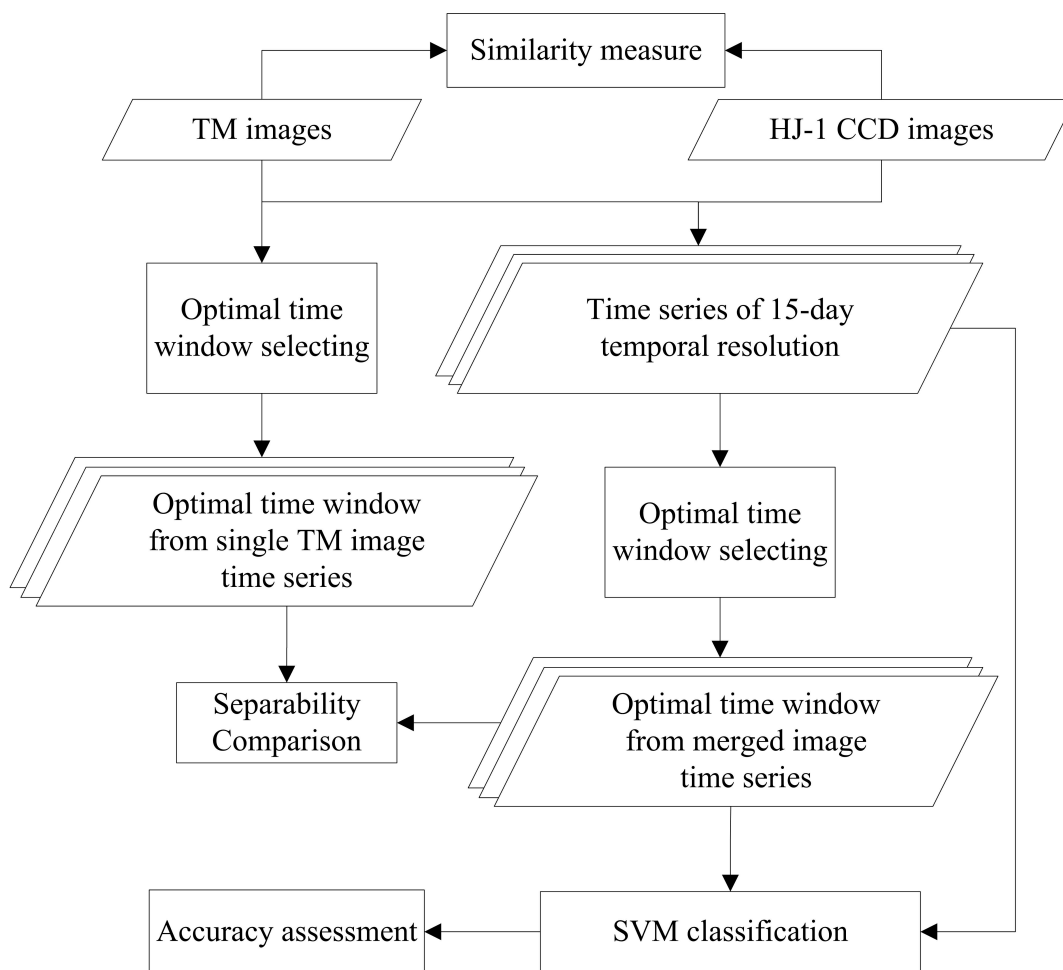 Similarity measure
TM images
HJ-1 CCD images
Optimal time
window selecting
Time series of 15-day
temporal resolution
Optimal time window
from single TM image
time series
Optimal time
window selecting
Separability
Comparison
Optimal time window
from merged image
time series
Accuracy assessment
SVM classification